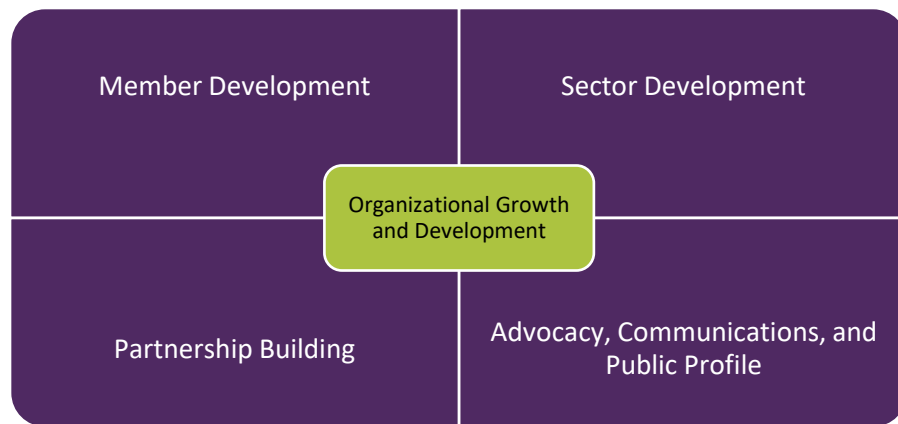 Member Development
Sector Development
Organizational Growth
and Development
Partnership Building
Advocacy, Communications, and
Public Profile